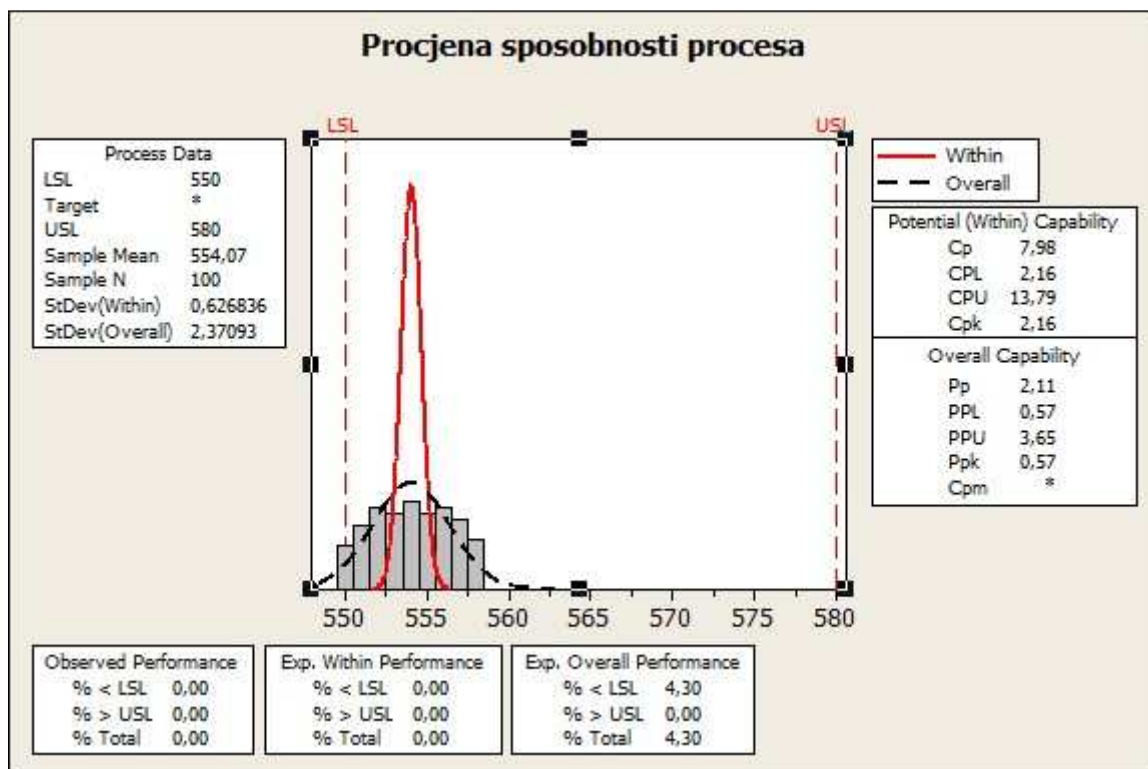 Procjena sposobnosti procesa
LSL USL
Process Data
LSL 550
Target *
USL 580
Sample Mean 554,07
Sample N 100
StDev(Within) 0,626836
StDev(Overall) 2,37093
Within
Overall
Potential (Within) Capability
Cp 7,98
CPL 2,16
CPU 13,79
Cpk 2,16
Overall Capability
Pp 2,11
PPL 0,57
PPU 3,65
Ppk 0,57
Cpm *
550 555 560 565 570 575 580
Observed Performance
% < LSL 0,00
% > USL 0,00
% Total 0,00
Exp. Within Performance
% < LSL 0,00
% > USL 0,00
% Total 0,00
Exp. Overall Performance
% < LSL 4,30
% > USL 0,00
% Total 4,30